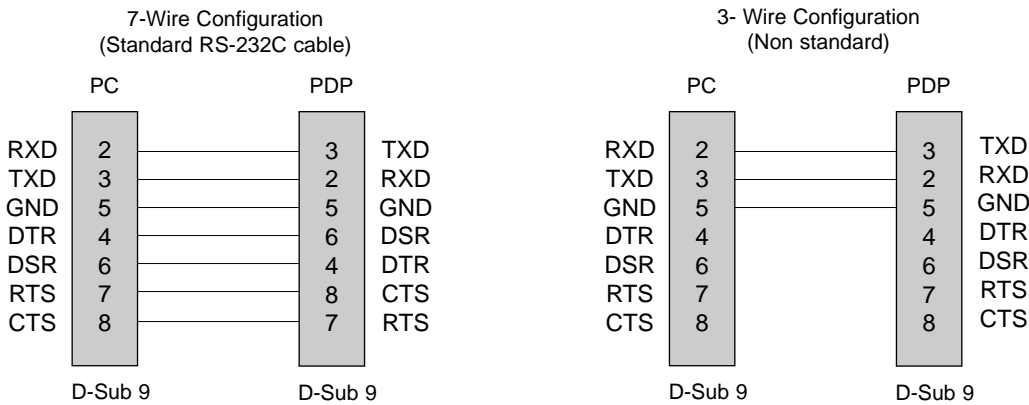 7-Wire Configuration
(Standard RS-232C cable)
PC PDP
RXD 2 3 TXD
TXD 3 2 RXD
GND 5 5 GND
DTR 4 6 DSR
DSR 6 4 DTR
RTS 7 8 CTS
CTS 8 7 RTS
D-Sub 9 D-Sub 9
3- Wire Configuration
(Non standard)
PC PDP
RXD 2 3 TXD
TXD 3 2 RXD
GND 5 5 GND
DTR 4 4 DTR
DSR 6 6 DSR
RTS 7 7 RTS
CTS 8 8 CTS
D-Sub 9 D-Sub 9